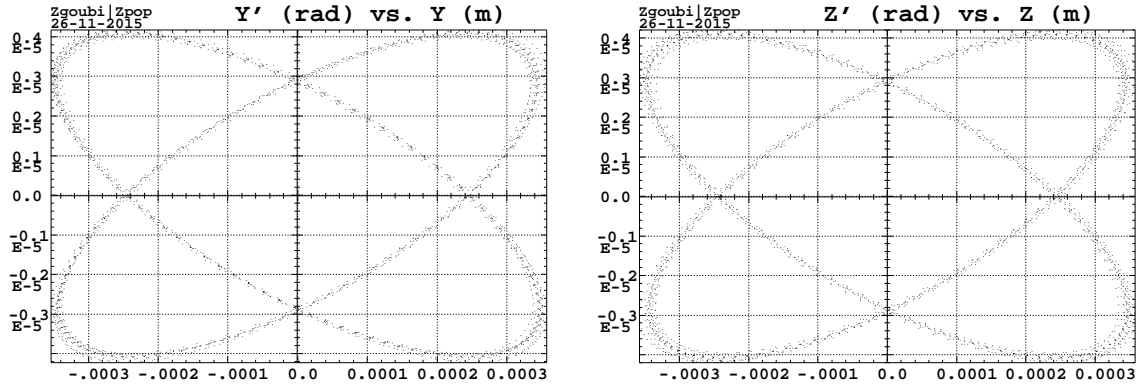 Zgoubi|Zpop
26-11-2015
Y' (rad) vs. Y (m)
0.4
E-5
0.3
E-5
0.2
E-5
0.1
E-5
0.0
-0.1
E-5
-0.2
E-5
-0.3
E-5
-.0003 -.0002 -.0001 0.0 0.0001 0.0002 0.0003
Zgoubi|Zpop
26-11-2015
Z' (rad) vs. Z (m)
0.4
E-5
0.3
E-5
0.2
E-5
0.1
E-5
0.0
-0.1
E-5
-0.2
E-5
-0.3
E-5
-.0003 -.0002 -.0001 0.0 0.0001 0.0002 0.0003